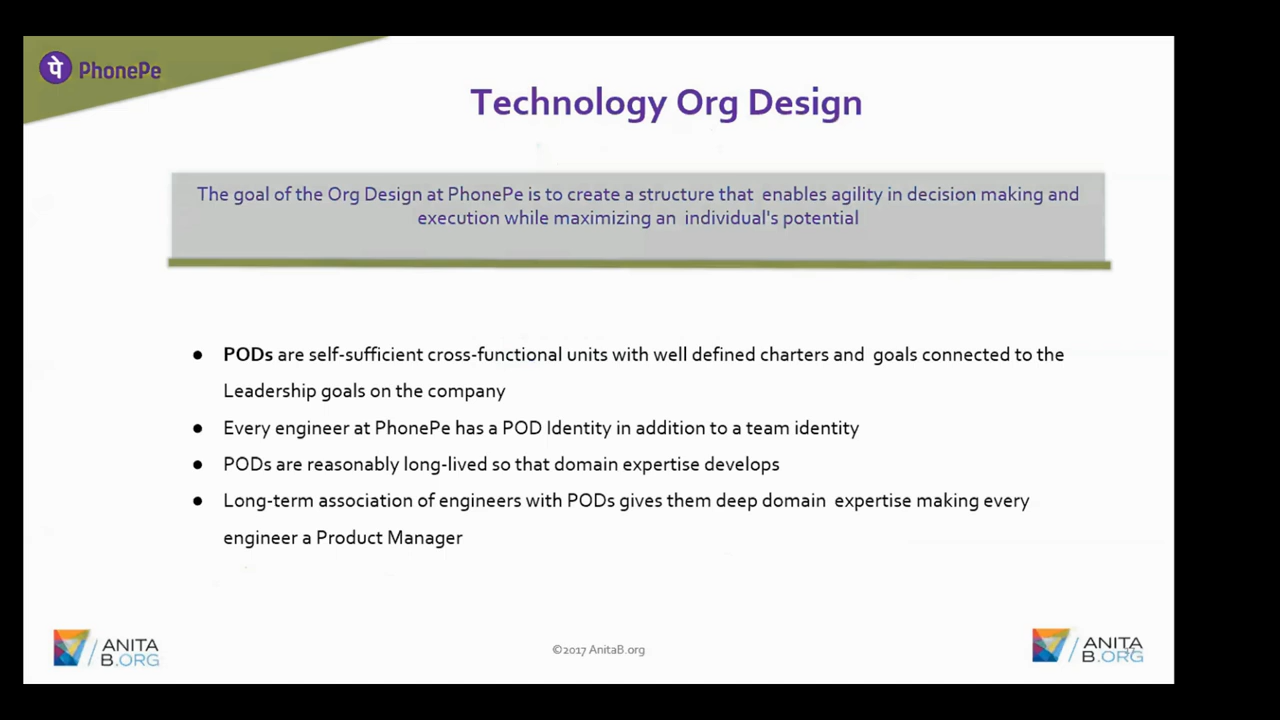 पे PhonePe
Technology Org Design
The goal of the Org Design at PhonePe is to create a structure that enables agility in decision making and
execution while maximizing an individual's potential
● PODs are self-sufficient cross-functional units with well defined charters and goals connected to the
Leadership goals on the company
● Every engineer at PhonePe has a POD Identity in addition to a team identity
● PODs are reasonably long-lived so that domain expertise develops
● Long-term association of engineers with PODs gives them deep domain expertise making every
engineer a Product Manager
ANITA
B.ORG
©2017 AnitaB.org
ANITA
B.ORG